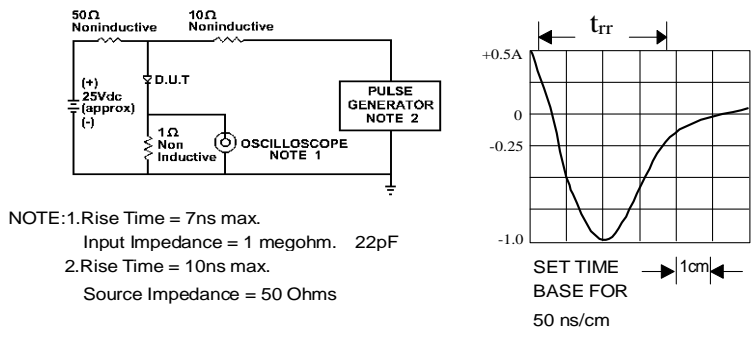 50Ω
Noninductive
10Ω
Noninductive
(+)
25Vdc
(approx)
(-)
D.U.T
1Ω
Non
Inductive
OSCILLOSCOPE
NOTE 1
PULSE
GENERATOR
NOTE 2
NOTE:1.Rise Time = 7ns max.
Input Impedance = 1 megohm. 22pF
2.Rise Time = 10ns max.
Source Impedance = 50 Ohms
trr
+0.5A
0
-0.25
-1.0
SET TIME
BASE FOR
50 ns/cm
1cm